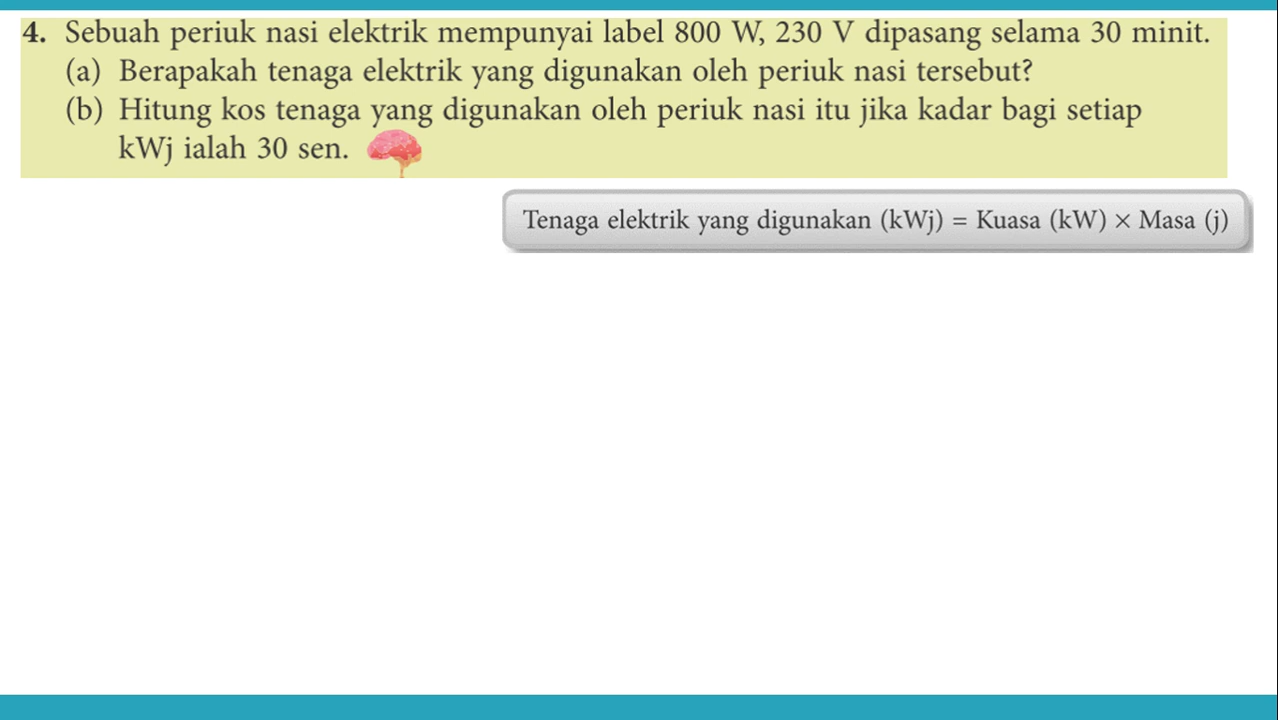 4. Sebuah periuk nasi elektrik mempunyai label 800 W, 230 V dipasang selama 30 minit.
(a) Berapakah tenaga elektrik yang digunakan oleh periuk nasi tersebut?
(b) Hitung kos tenaga yang digunakan oleh periuk nasi itu jika kadar bagi setiap
kWj ialah 30 sen.
Tenaga elektrik yang digunakan (kWj) = Kuasa (kW) × Masa (j)